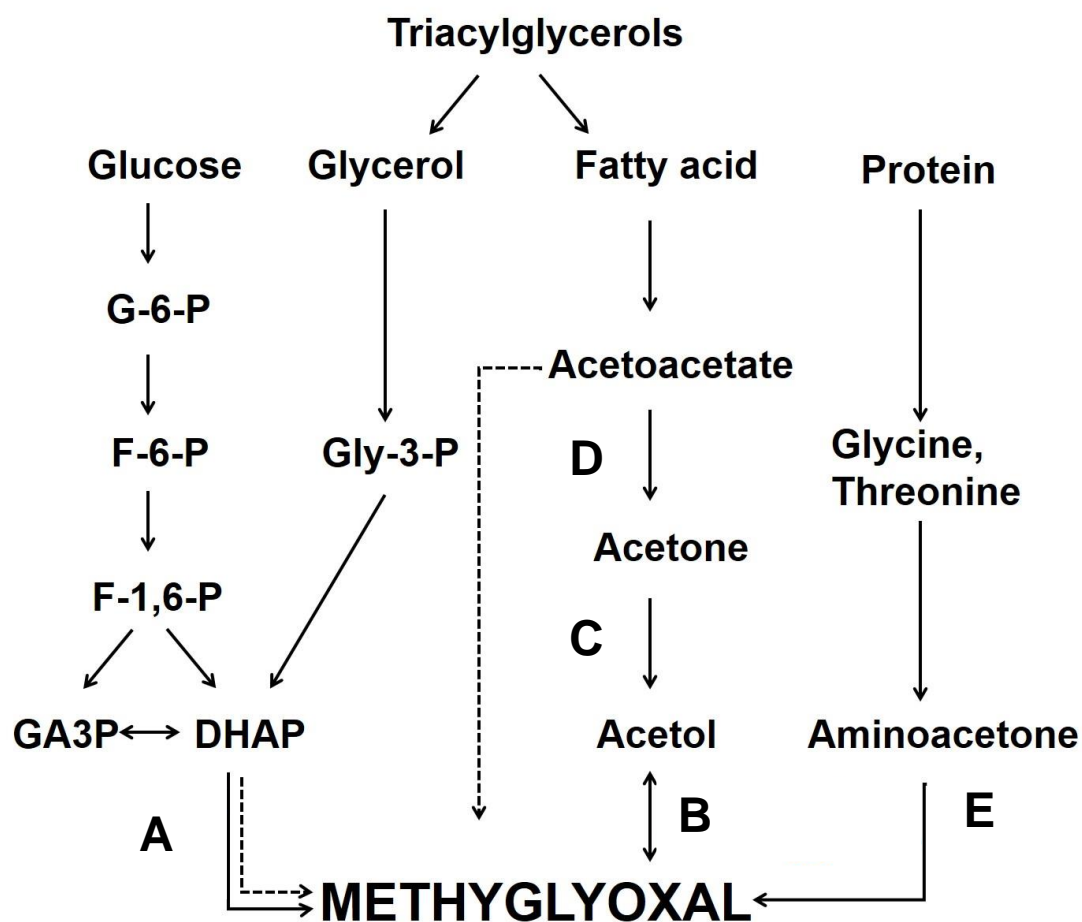 Triacylglycerols
Glucose
Glycerol
Fatty acid
Protein
G-6-P
Acetoacetate
F-6-P
Gly-3-P
D
Glycine,
Threonine
Acetone
F-1,6-P
C
GA3P
DHAP
Acetol
Aminoacetone
A
B
E
METHYGLYOXAL